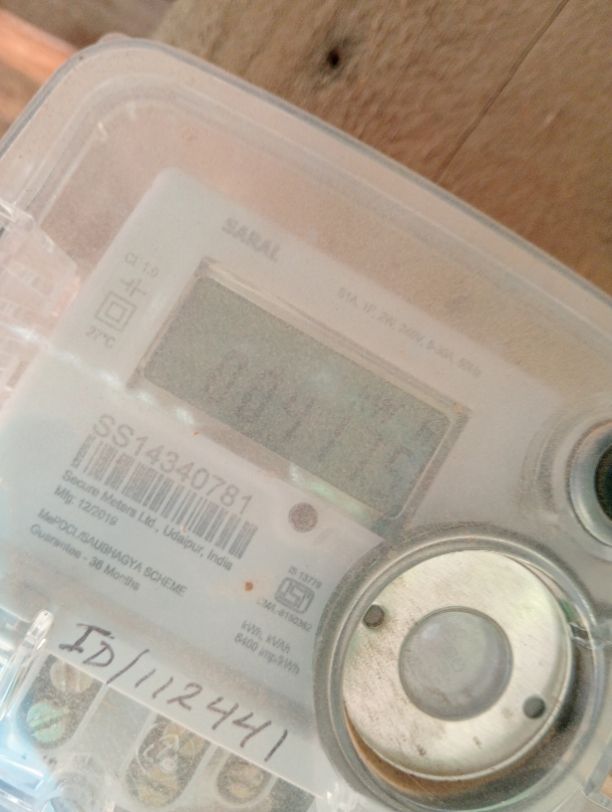 SARAL
Cl 1.0
27°C
SS14340781
Secure Meters Ltd., Udaipur, India
Mfg: 12/2019
MePDCL/SAUBHAGYA SCHEME
Guarantee - 36 Months
IS 13779
kWh, kVAh
6400 imp/kWh
ID/112441